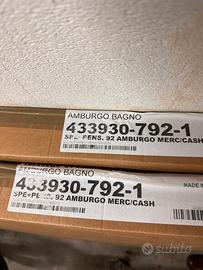 AMBURGO BAGNO
433930-792-1
SPE+PENS. 92 AMBURGO MERC/CASH
AMBURGO BAGNO
433930-792-1
SPE+PENS. 92 AMBURGO MERC/CASH
MADE IN
subito